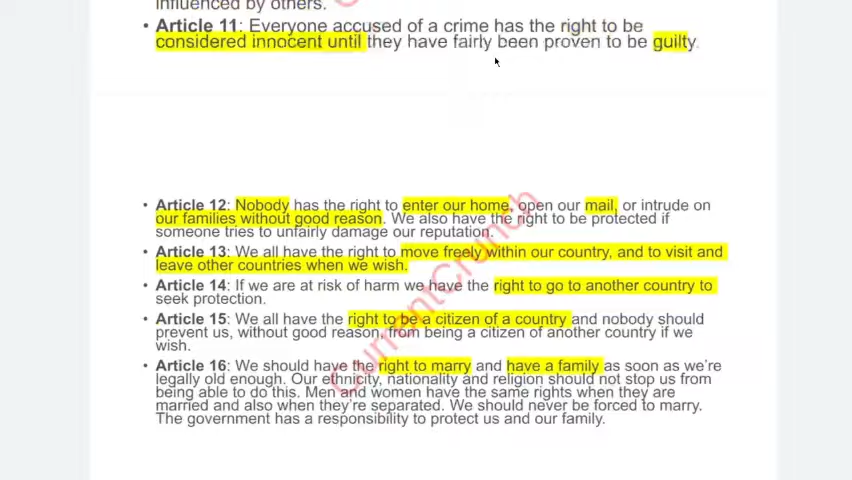 influenced by others.
• Article 11: Everyone accused of a crime has the right to be
considered innocent until they have fairly been proven to be guilty.
• Article 12: Nobody has the right to enter our home, open our mail, or intrude on
our families without good reason. We also have the right to be protected if
someone tries to unfairly damage our reputation.
• Article 13: We all have the right to move freely within our country, and to visit and
leave other countries when we wish.
• Article 14: If we are at risk of harm we have the right to go to another country to
seek protection.
• Article 15: We all have the right to be a citizen of a country and nobody should
prevent us, without good reason, from being a citizen of another country if we
wish.
• Article 16: We should have the right to marry and have a family as soon as we're
legally old enough. Our ethnicity, nationality and religion should not stop us from
being able to do this. Men and women have the same rights when they are
married and also when they're separated. We should never be forced to marry.
The government has a responsibility to protect us and our family.
CurrentCrunch